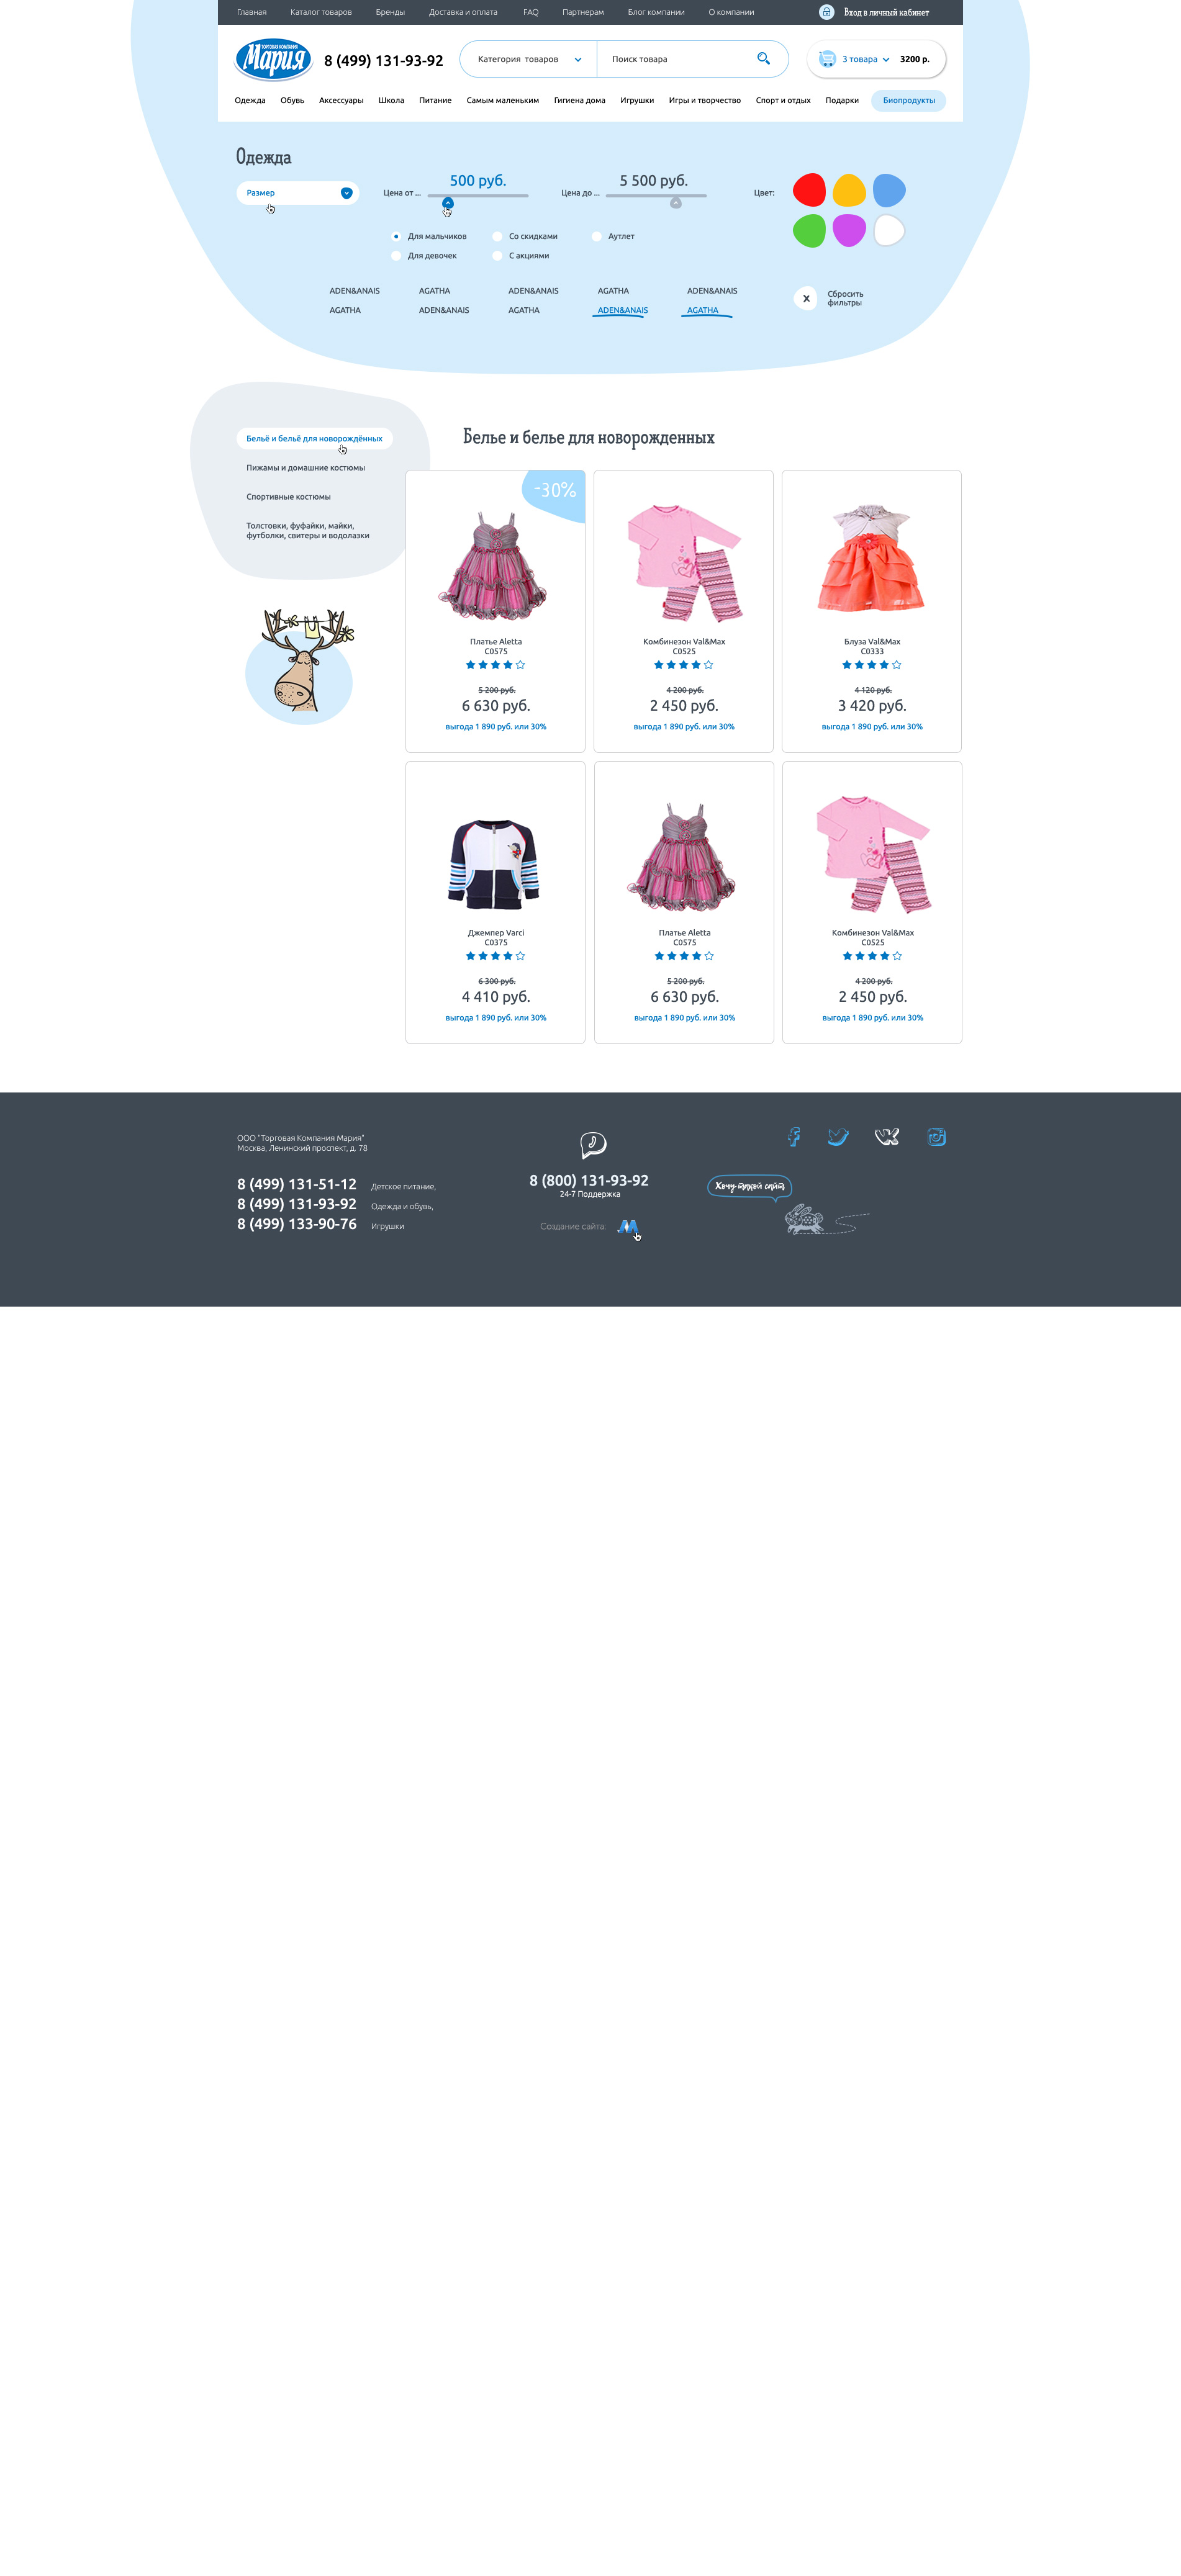 Главная Каталог товаров Бренды Доставка и оплата FAQ Партнерам Блог компании О компании Вход в личный кабинет
ТОРГОВАЯ КОМПАНИЯ
Мария
8 (499) 131-93-92
Категория товаров
Поиск товара
3 товара
3200 р.
Одежда Обувь Аксессуары Школа Питание Самым маленьким Гигиена дома Игрушки Игры и творчество Спорт и отдых Подарки Биопродукты
Одежда
Размер
Цена от ...
500 руб.
Цена до ...
5 500 руб.
Цвет:
Для мальчиков Со скидками Аутлет
Для девочек С акциями
ADEN&ANAIS AGATHA ADEN&ANAIS AGATHA ADEN&ANAIS
AGATHA ADEN&ANAIS AGATHA ADEN&ANAIS AGATHA
X
Сбросить
фильтры
Бельё и бельё для новорождённых
Пижамы и домашние костюмы
Спортивные костюмы
Толстовки, фуфайки, майки,
футболки, свитеры и водолазки
Белье и белье для новорожденных
-30%
Платье Aletta
C0575
5 200 руб.
6 630 руб.
выгода 1 890 руб. или 30%
Комбинезон Val&Max
C0525
4 200 руб.
2 450 руб.
выгода 1 890 руб. или 30%
Блуза Val&Max
C0333
4 120 руб.
3 420 руб.
выгода 1 890 руб. или 30%
Джемпер Varci
C0375
6 300 руб.
4 410 руб.
выгода 1 890 руб. или 30%
Платье Aletta
C0575
5 200 руб.
6 630 руб.
выгода 1 890 руб. или 30%
Комбинезон Val&Max
C0525
4 200 руб.
2 450 руб.
выгода 1 890 руб. или 30%
ООО "Торговая Компания Мария"
Москва, Ленинский проспект, д. 78
8 (499) 131-51-12 Детское питание,
8 (499) 131-93-92 Одежда и обувь,
8 (499) 133-90-76 Игрушки
8 (800) 131-93-92
24-7 Поддержка
Создание сайта:
Хочу такой сайт